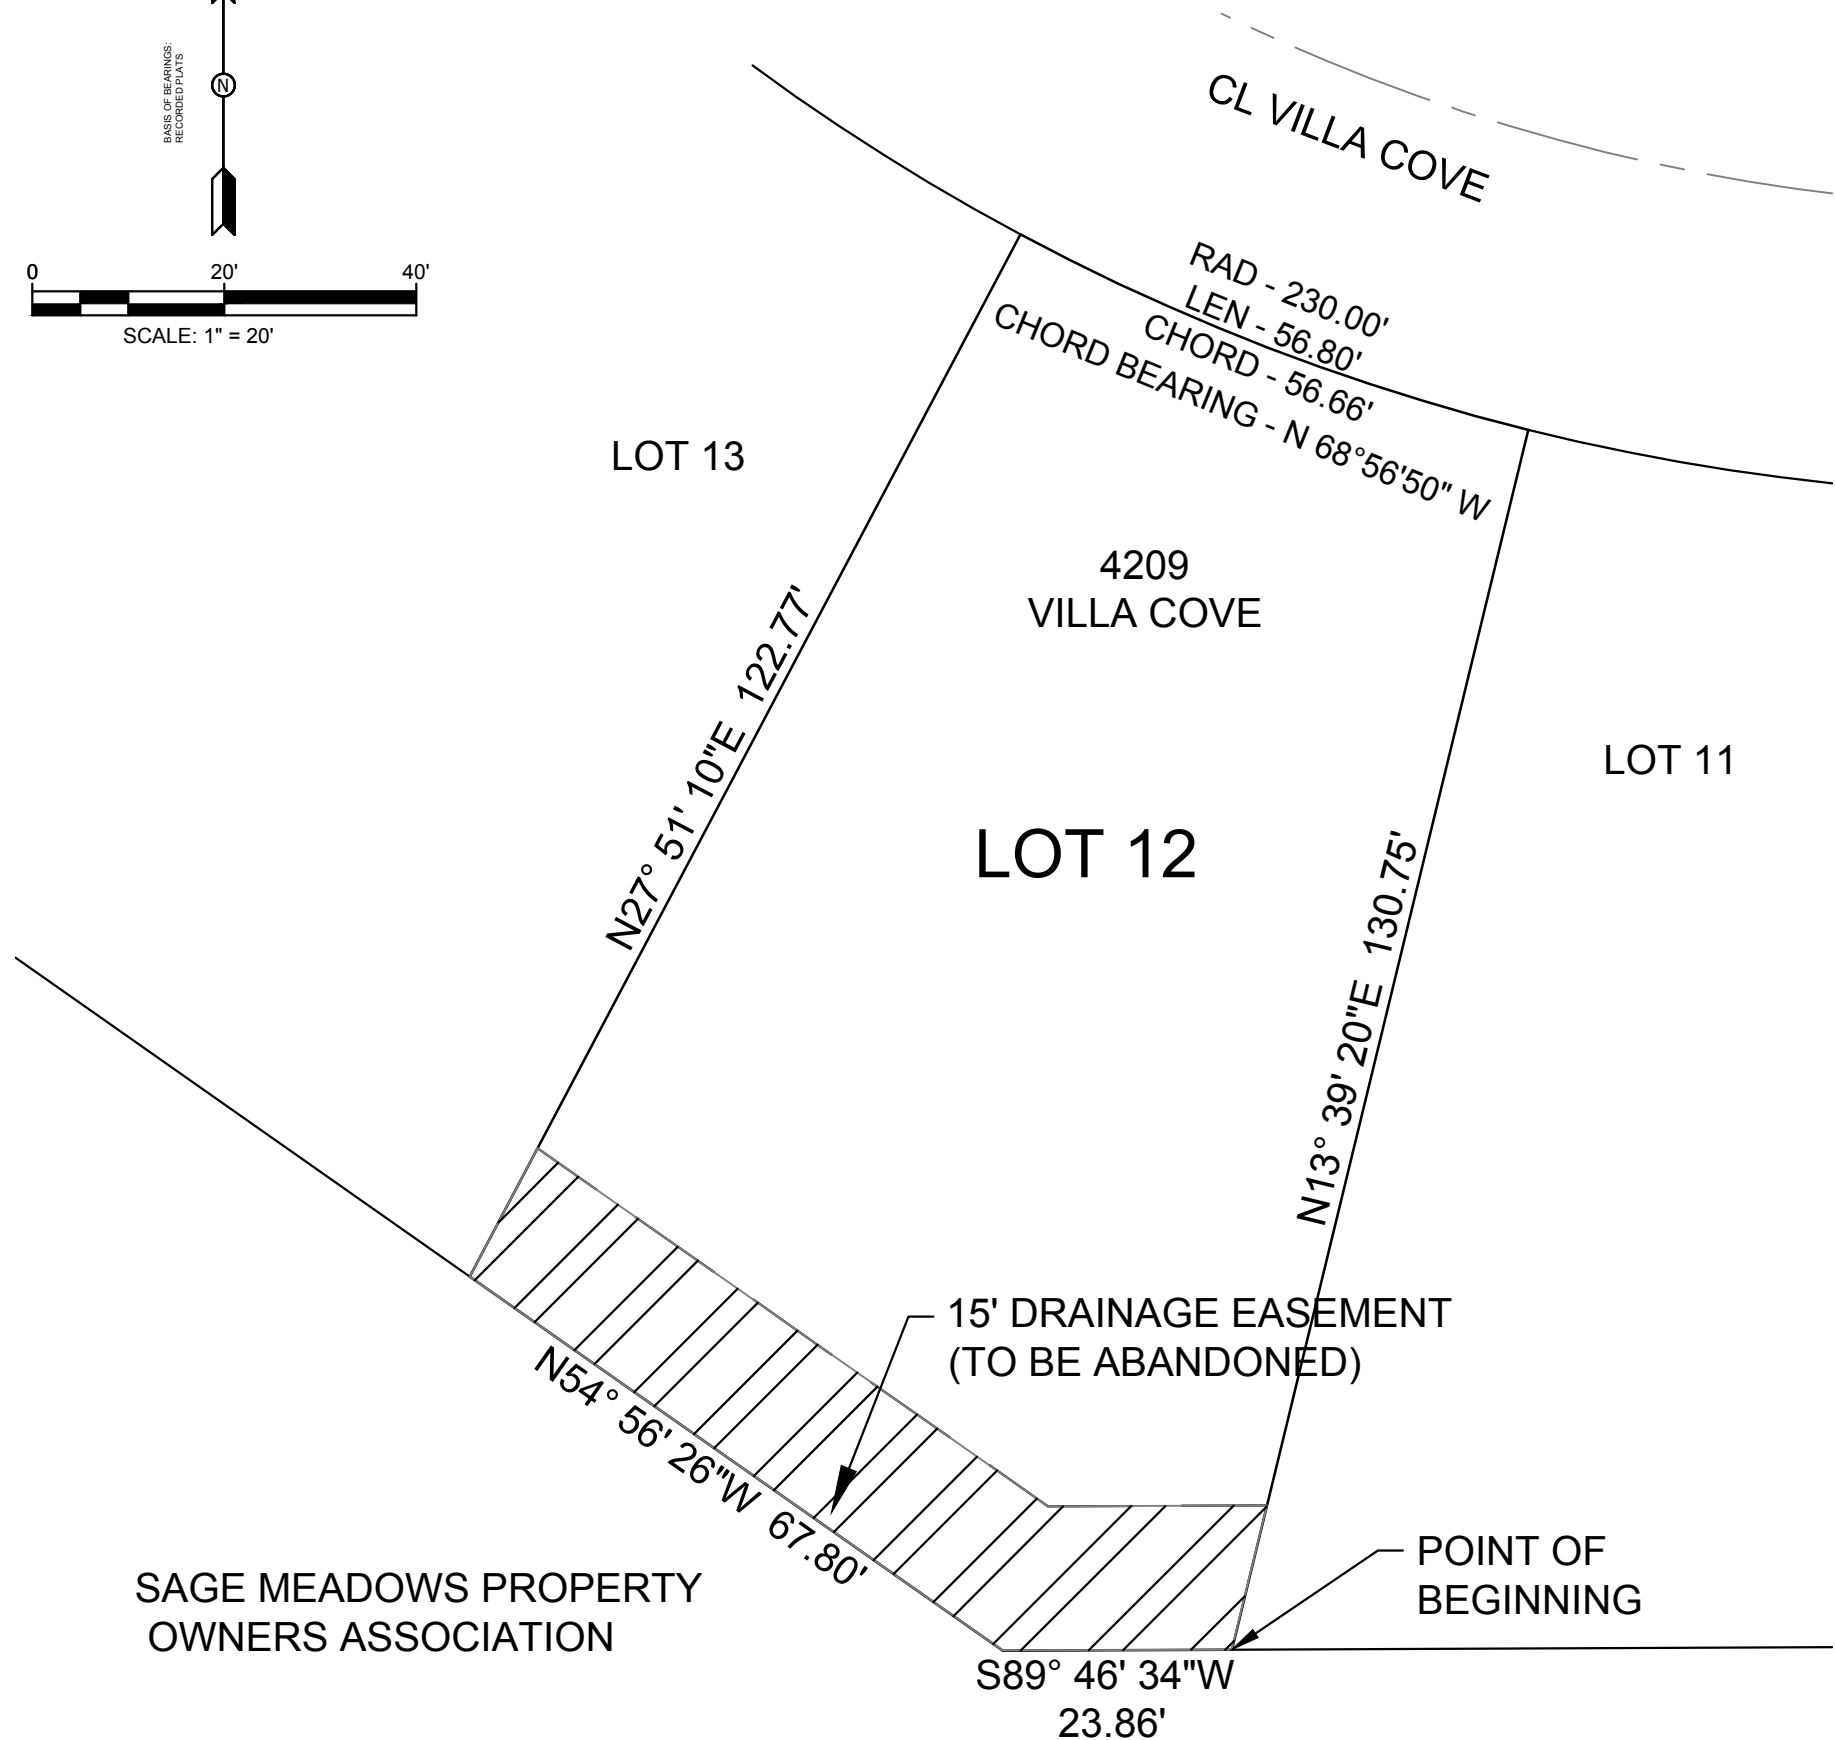 BASIS OF BEARINGS:
RECORDED PLATS
N
0 20' 40'
SCALE: 1" = 20'
CL VILLA COVE
RAD - 230.00'
LEN - 56.80'
CHORD - 56.66'
CHORD BEARING - N 68°56'50" W
LOT 13
4209
VILLA COVE
N27° 51' 10"E 122.77'
LOT 11
LOT 12
N13° 39' 20"E 130.75'
15' DRAINAGE EASEMENT
(TO BE ABANDONED)
N54° 56' 26"W 67.80'
POINT OF
BEGINNING
SAGE MEADOWS PROPERTY
OWNERS ASSOCIATION
S89° 46' 34"W
23.86'